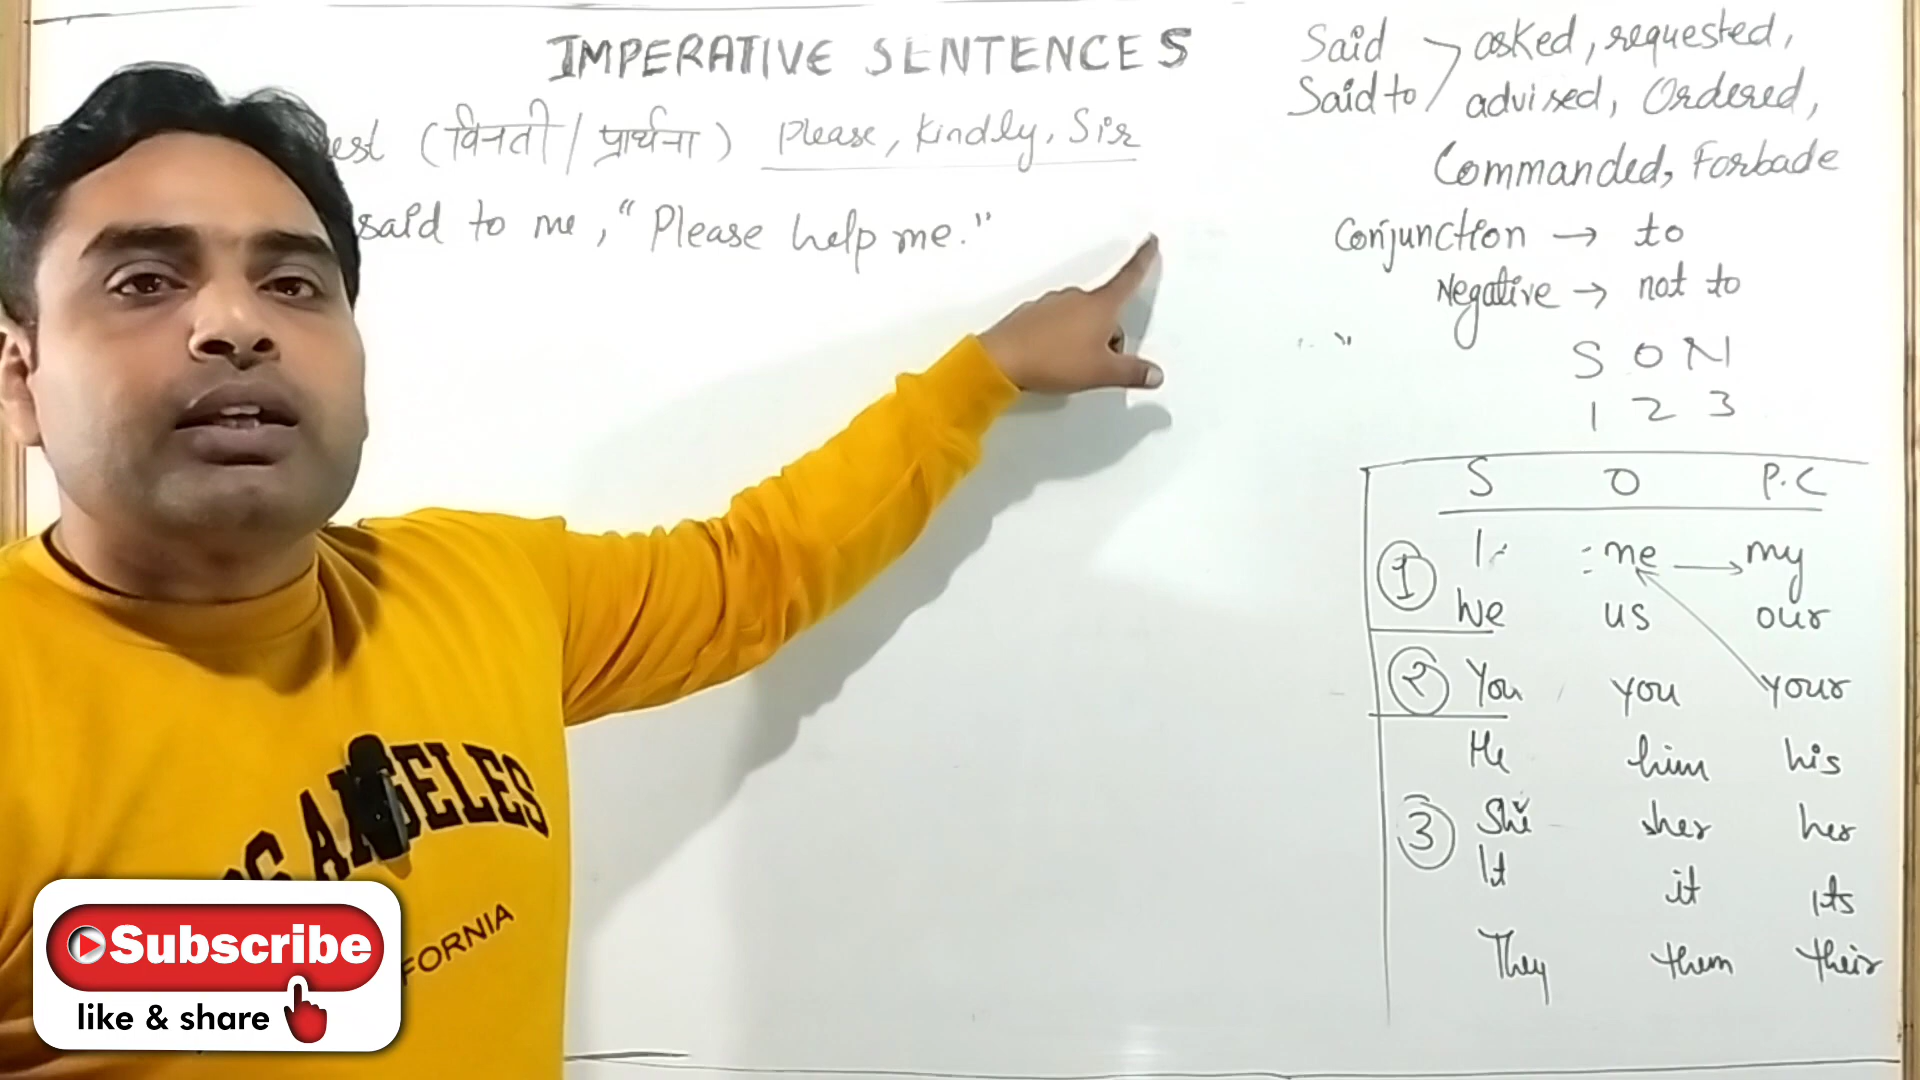 IMPERATIVE SENTENCES
est (विनती / प्रार्थना) Please, Kindly, Sir
said to me, "Please help me."
Said
Said to
asked, requested,
advised, Ordered,
Commanded, Forbade
Conjunction → to
Negative → not to
S O N
1 2 3
S O P.C
1 I me → my
We us our
2 You you your
He him his
3 She her her
It it its
They them their
ANGELES
FORNIA
Subscribe
like & share